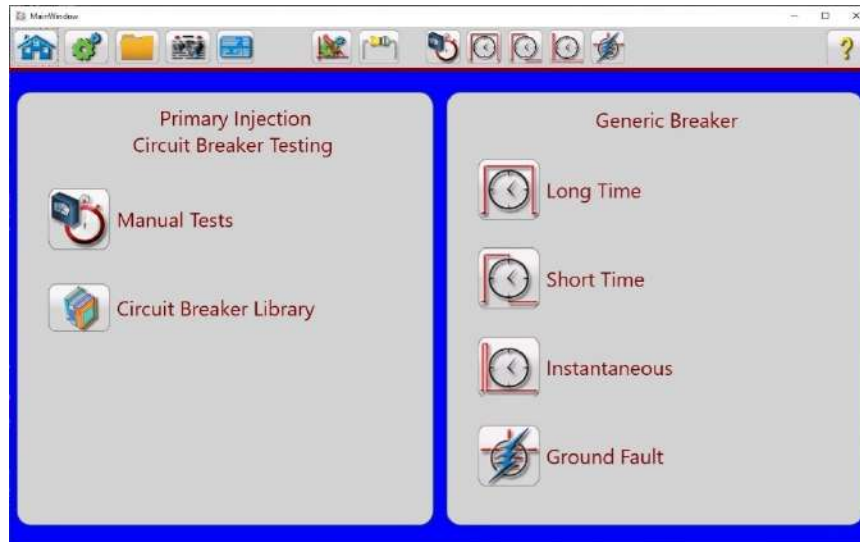 MainWindow
Primary Injection
Circuit Breaker Testing
Manual Tests
Circuit Breaker Library
Generic Breaker
Long Time
Short Time
Instantaneous
Ground Fault